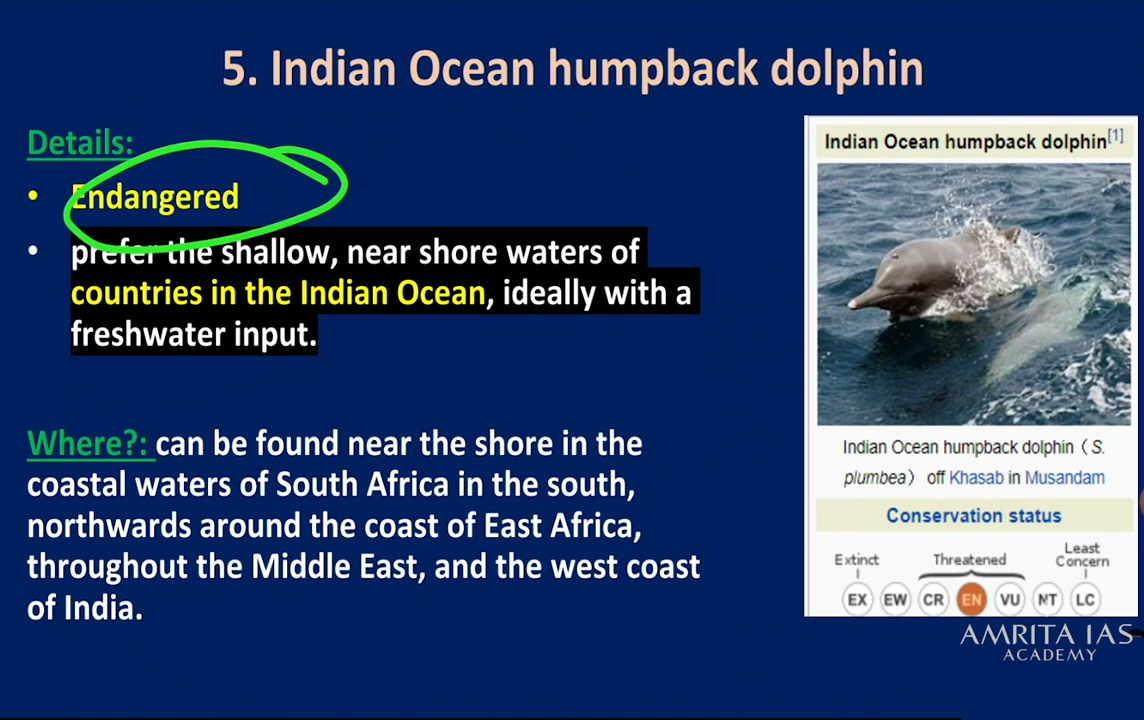 5. Indian Ocean humpback dolphin
Details:
• Endangered
• prefer the shallow, near shore waters of
countries in the Indian Ocean, ideally with a
freshwater input.
Where?: can be found near the shore in the
coastal waters of South Africa in the south,
northwards around the coast of East Africa,
throughout the Middle East, and the west coast
of India.
Indian Ocean humpback dolphin[1]
Indian Ocean humpback dolphin (S.
plumbea) off Khasab in Musandam
Conservation status
Extinct Threatened Least Concern
EX EW CR EN VU NT LC
AMRITA IAS
ACADEMY